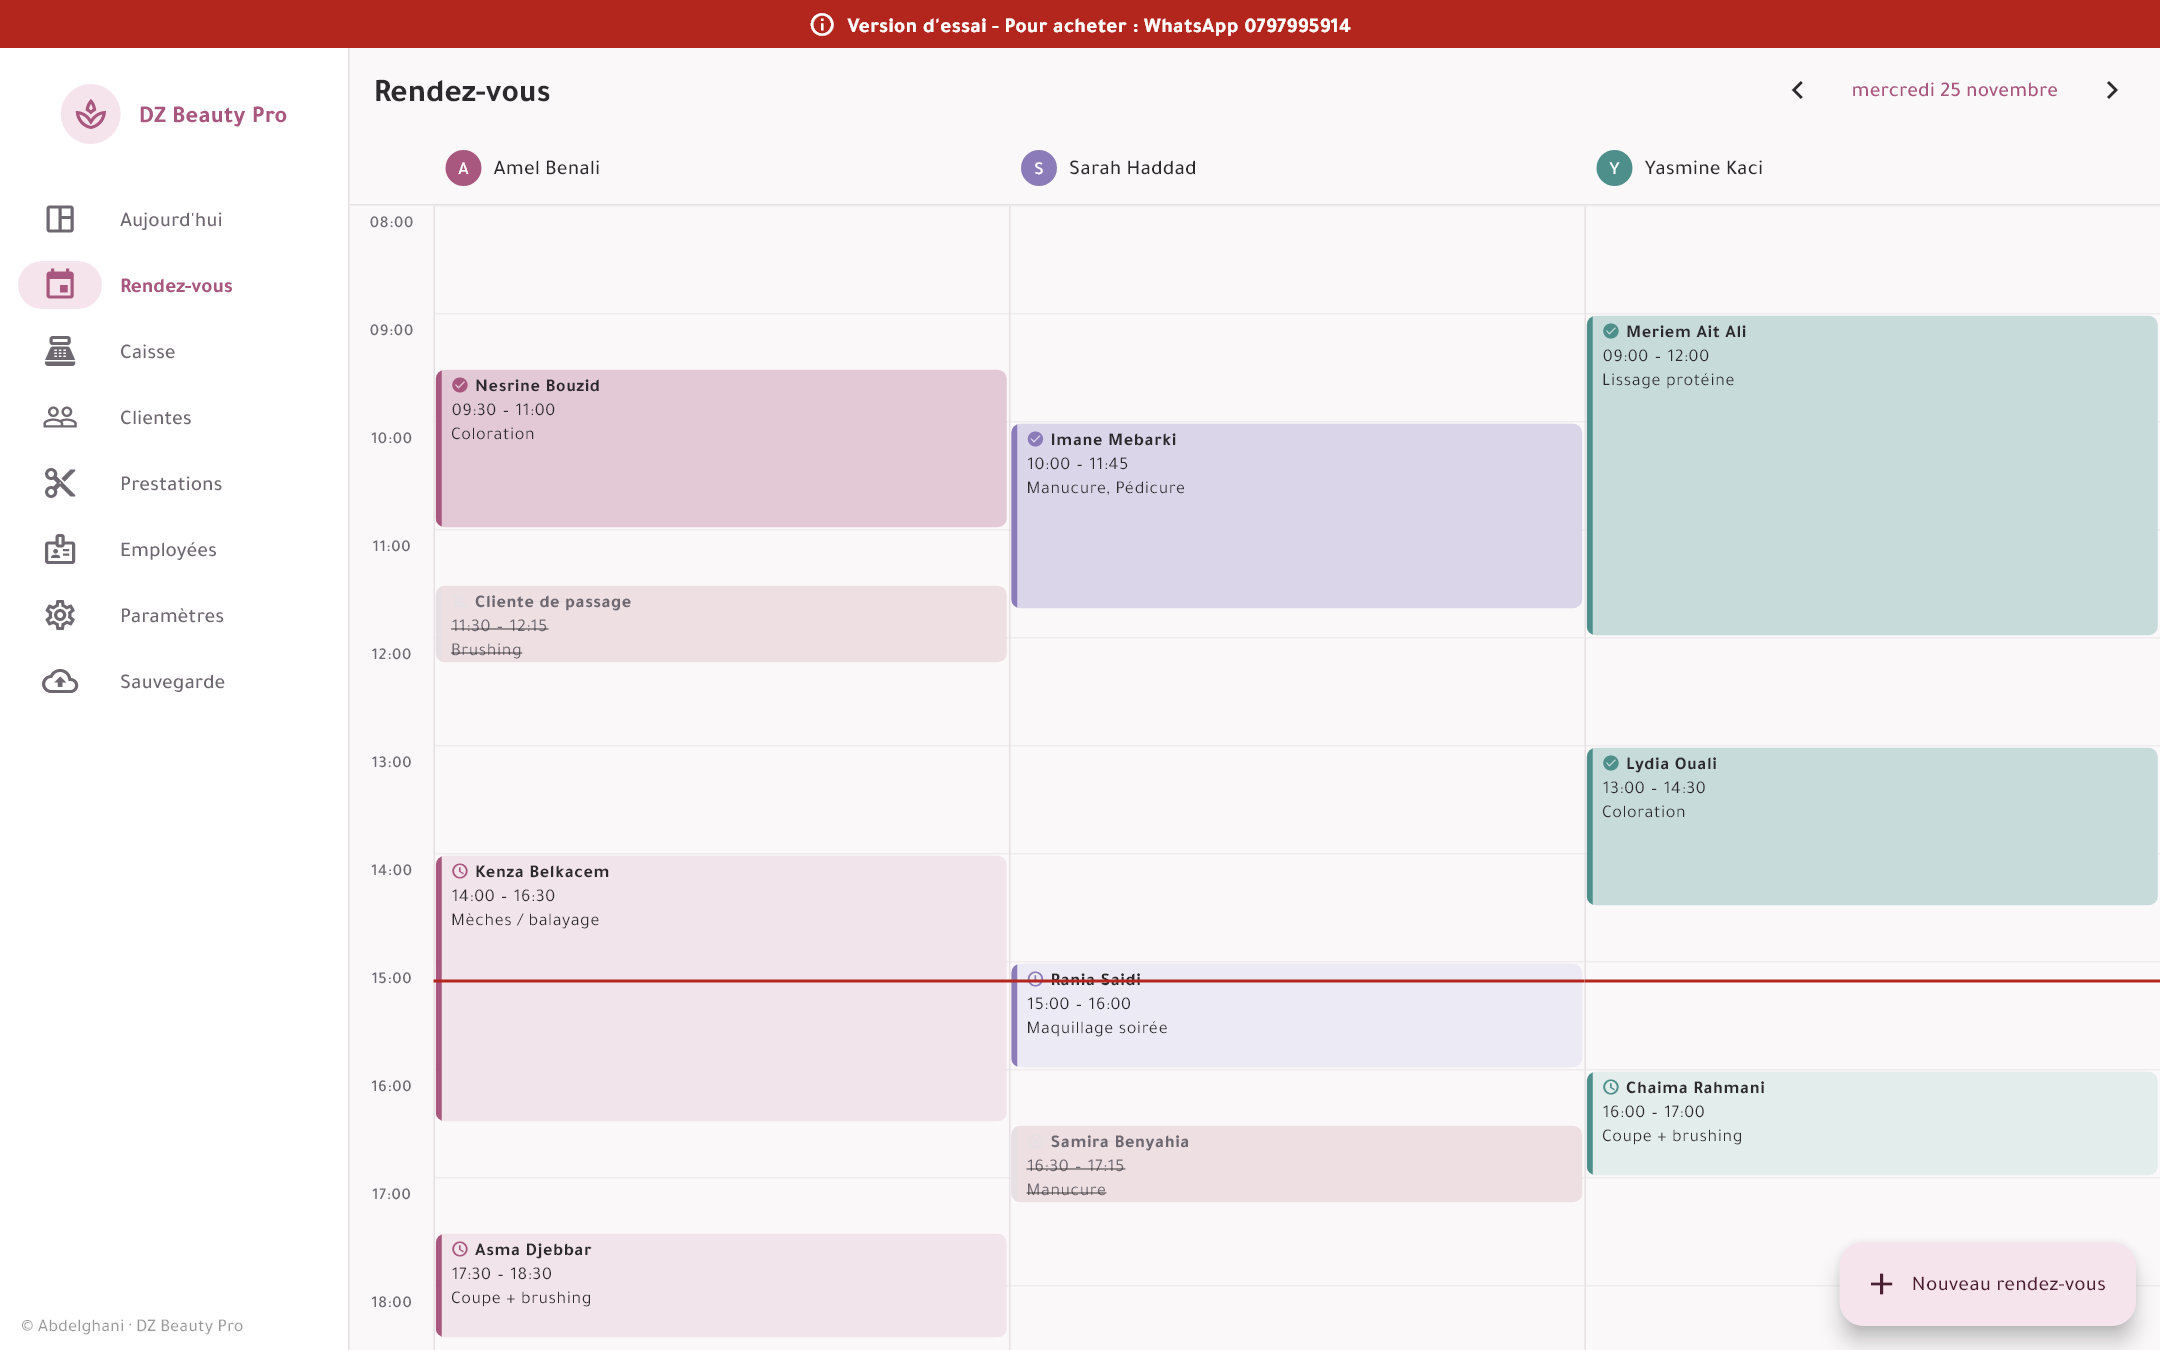 Version d'essai - Pour acheter : WhatsApp 0797995914
DZ Beauty Pro
Aujourd'hui
Rendez-vous
Caisse
Clientes
Prestations
Employées
Paramètres
Sauvegarde
© Abdelghani · DZ Beauty Pro
Rendez-vous
mercredi 25 novembre
A Amel Benali
S Sarah Haddad
Y Yasmine Kaci
08:00
09:00
10:00
11:00
12:00
13:00
14:00
15:00
16:00
17:00
18:00
Nesrine Bouzid
09:30 - 11:00
Coloration
Cliente de passage
11:30 - 12:15
Brushing
Kenza Belkacem
14:00 - 16:30
Mèches / balayage
Asma Djebbar
17:30 - 18:30
Coupe + brushing
Imane Mebarki
10:00 - 11:45
Manucure, Pédicure
Rania Saidi
15:00 - 16:00
Maquillage soirée
Samira Benyahia
16:30 - 17:15
Manucure
Meriem Ait Ali
09:00 - 12:00
Lissage protéine
Lydia Ouali
13:00 - 14:30
Coloration
Chaima Rahmani
16:00 - 17:00
Coupe + brushing
Nouveau rendez-vous